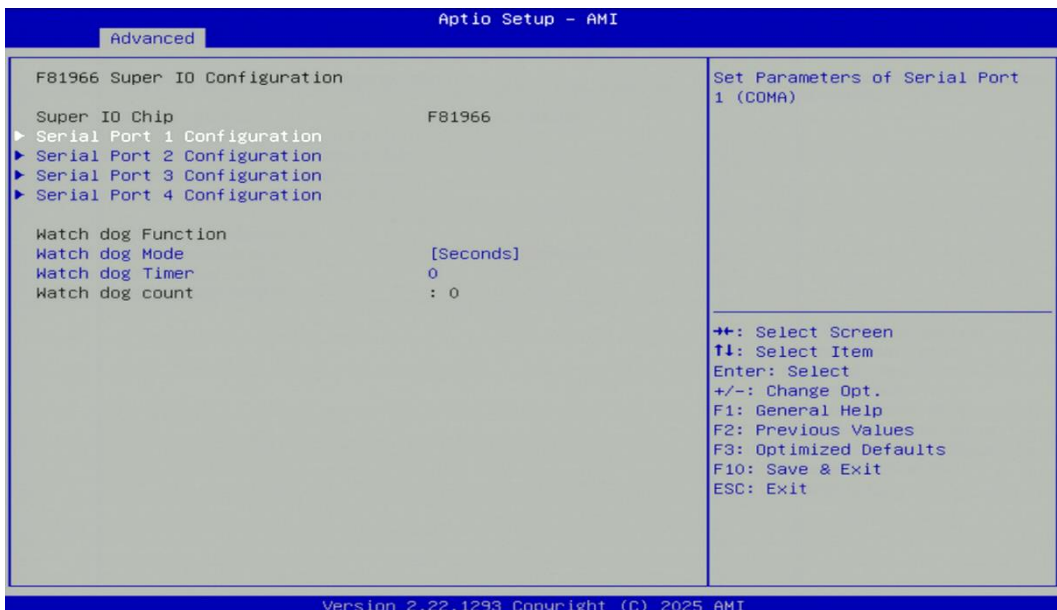 Aptio Setup – AMI
Advanced
F81966 Super IO Configuration
Super IO Chip F81966
▶ Serial Port 1 Configuration
▶ Serial Port 2 Configuration
▶ Serial Port 3 Configuration
▶ Serial Port 4 Configuration
Watch dog Function
Watch dog Mode [Seconds]
Watch dog Timer 0
Watch dog count : 0
Set Parameters of Serial Port
1 (COMA)
→←: Select Screen
↑↓: Select Item
Enter: Select
+/-: Change Opt.
F1: General Help
F2: Previous Values
F3: Optimized Defaults
F10: Save & Exit
ESC: Exit
Version 2.22.1293 Copyright (C) 2025 AMI